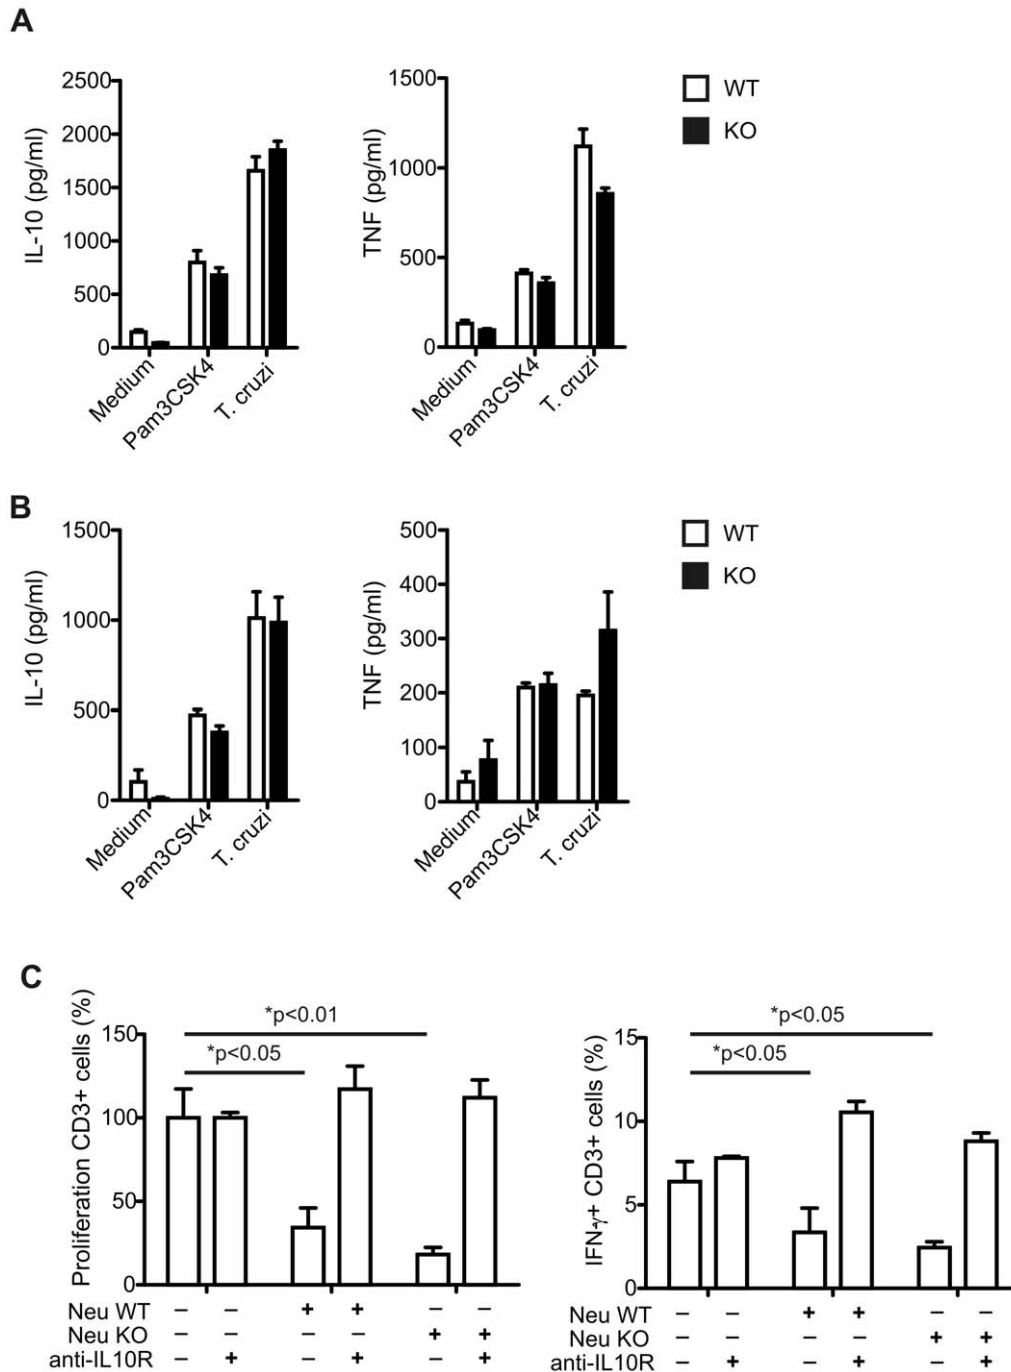 A
IL-10 (pg/ml)
2500
2000
1500
1000
500
0
Medium
Pam3CSK4
T. cruzi
TNF (pg/ml)
1500
1000
500
0
Medium
Pam3CSK4
T. cruzi
WT
KO
B
IL-10 (pg/ml)
1500
1000
500
0
Medium
Pam3CSK4
T. cruzi
TNF (pg/ml)
500
400
300
200
100
0
Medium
Pam3CSK4
T. cruzi
WT
KO
C
Proliferation CD3+ cells (%)
150
100
50
0
*p<0.01
*p<0.05
Neu WT – – + + – –
Neu KO – – – – + +
anti-IL10R – + – + – +
IFN-γ+ CD3+ cells (%)
15
10
5
0
*p<0.05
*p<0.05
Neu WT – – + + – –
Neu KO – – – – + +
anti-IL10R – + – + – +